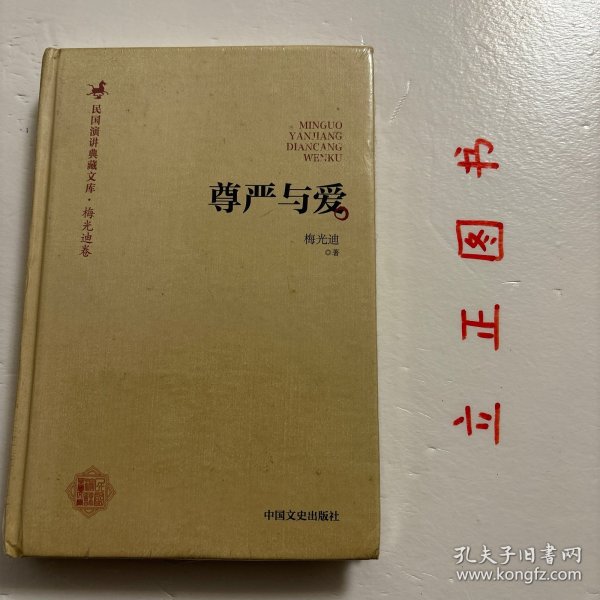 民国演讲典藏文库·梅光迪卷
MINGUO
YANJIANG
DIANCANG
WENKU
尊严与爱
梅光迪
◎著
中国文史出版社
立正图书
孔夫子旧书网
www.kongfz.com